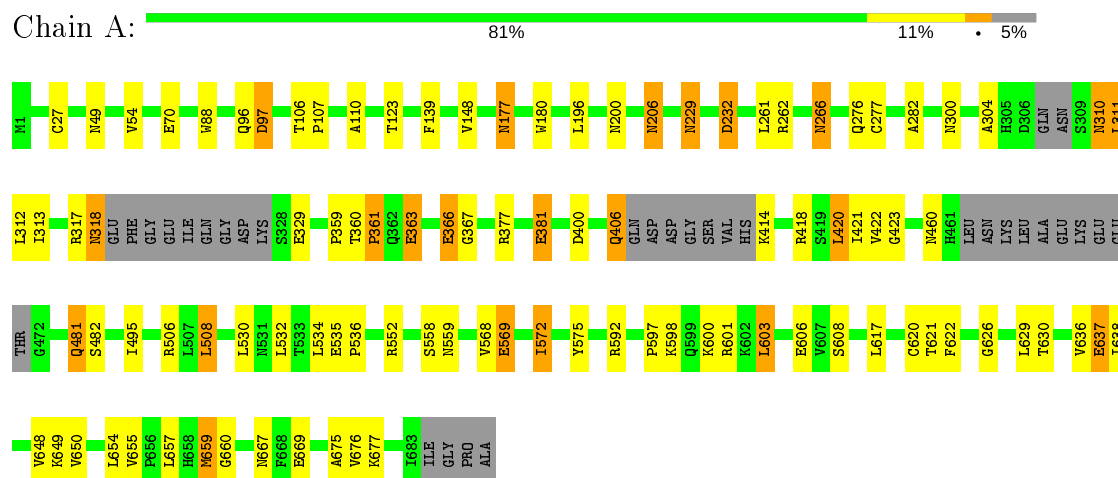 Chain A:
81% 11% • 5%
M1 C27 N49 V54 E70 W88 Q96 D97 T106 P107 A110 T123 F139 V148 N177 W180 L196 N200 N206 N229 D232 L261 R262 N266 Q276 C277 A282 N300 A304 H305 D306 GLN ASN S309 N310 L311
L312 I313 R317 N318 GLU PHE GLY GLU ILE GLN GLY ASP LYS S328 E329 P359 T360 P361 Q362 E363 E366 G367 R377 E381 D400 Q406 GLN ASP ASP GLY SER VAL HIS K414 R418 S419 L420 I421 V422 G423 N460 H461 LEU ASN LYS LEU ALA GLU LYS GLU GLU
THR G472 Q481 S482 I495 R506 L507 L508 L530 N531 L532 T533 L534 E535 P536 R552 S558 N559 V568 E569 I572 Y575 R592 P597 K598 Q599 K600 R601 K602 L603 E606 V607 S608 L617 C620 T621 F622 G626 L629 T630 V636 E637
V648 K649 V650 L654 V655 P656 L657 H658 M659 G660 N667 F668 E669 A675 V676 K677 I683 ILE GLY PRO ALA